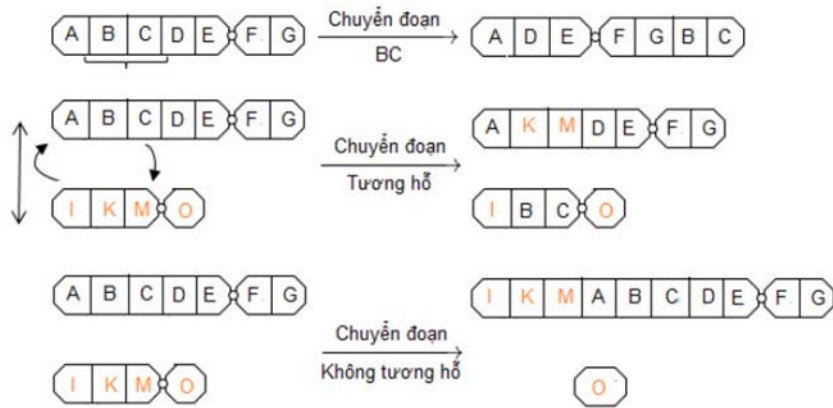 A B C D E F G
Chuyển đoạn
BC
A D E F G B C
A B C D E F G
I K M O
Chuyển đoạn
Tương hỗ
A K M D E F G
I B C O
A B C D E F G
I K M O
Chuyển đoạn
Không tương hỗ
I K M A B C D E F G
O